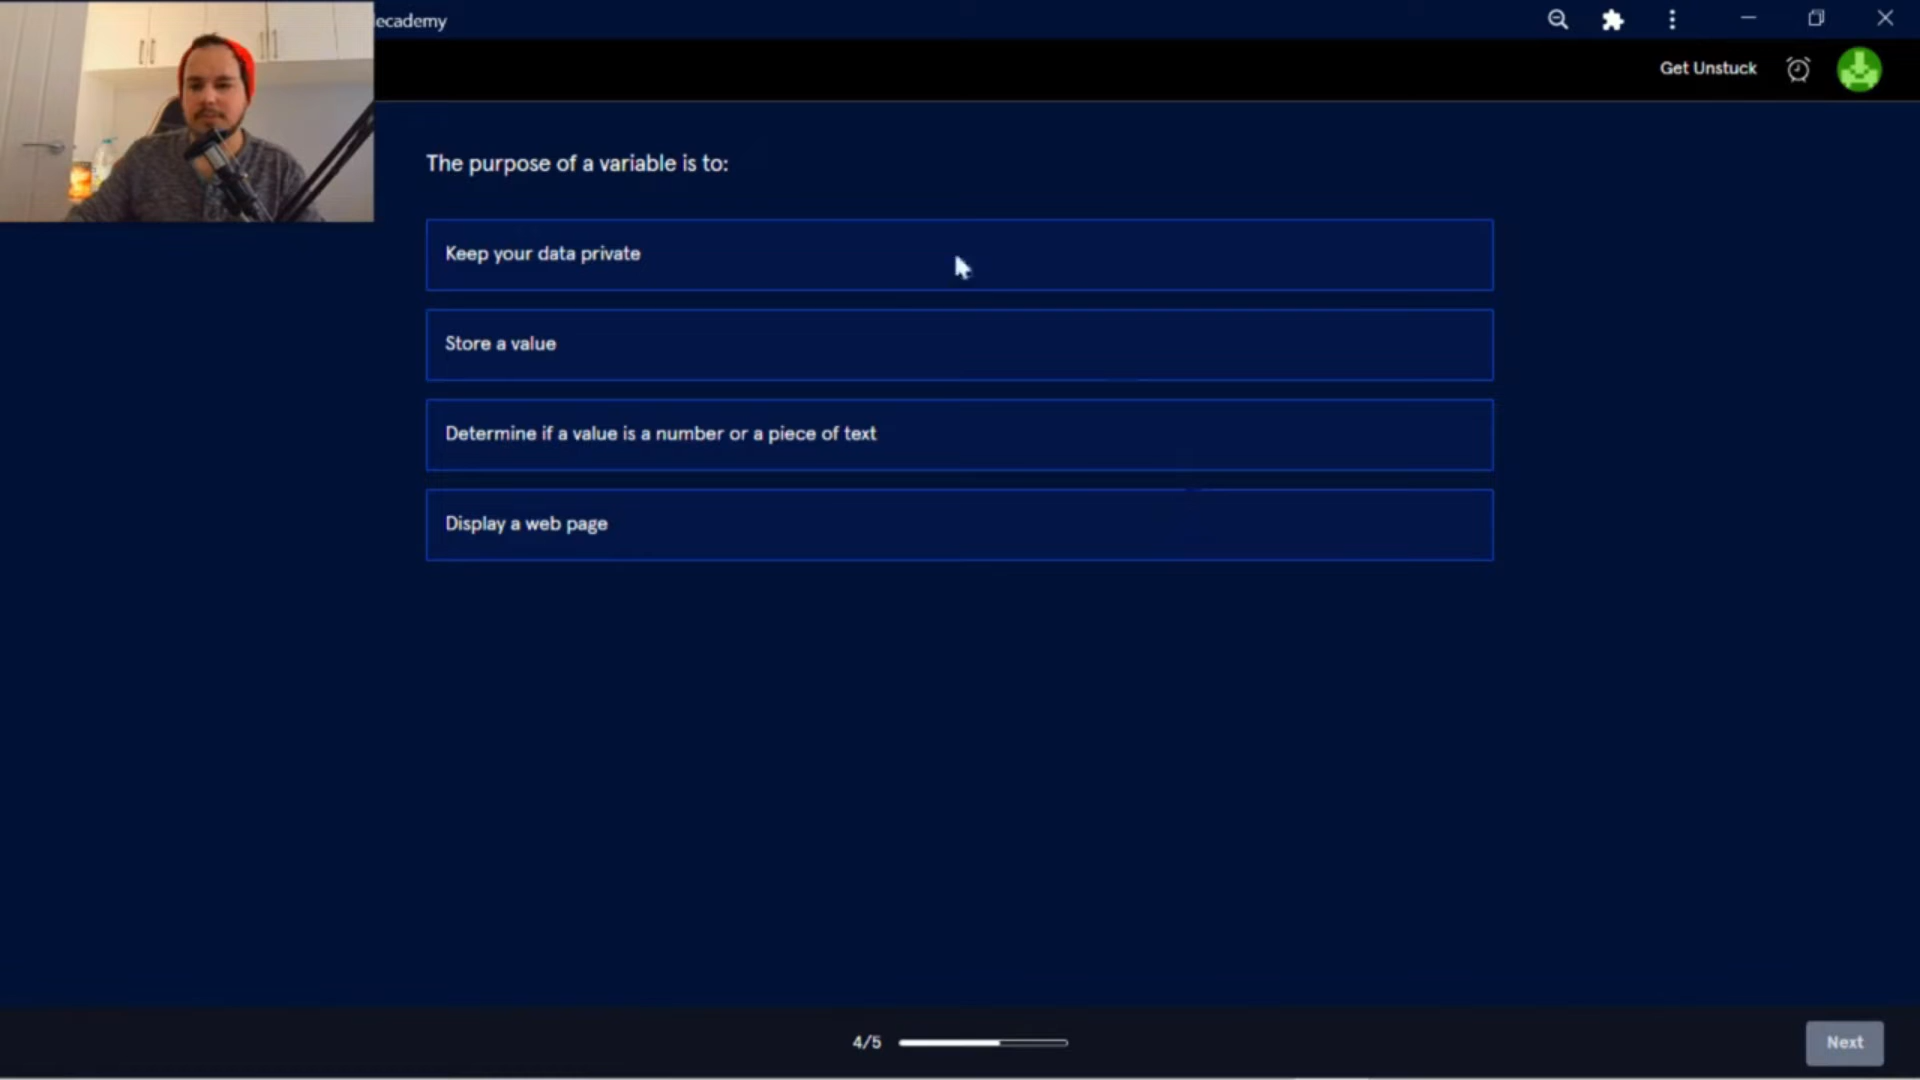 ecademy
Get Unstuck
The purpose of a variable is to:
Keep your data private
Store a value
Determine if a value is a number or a piece of text
Display a web page
4/5
Next